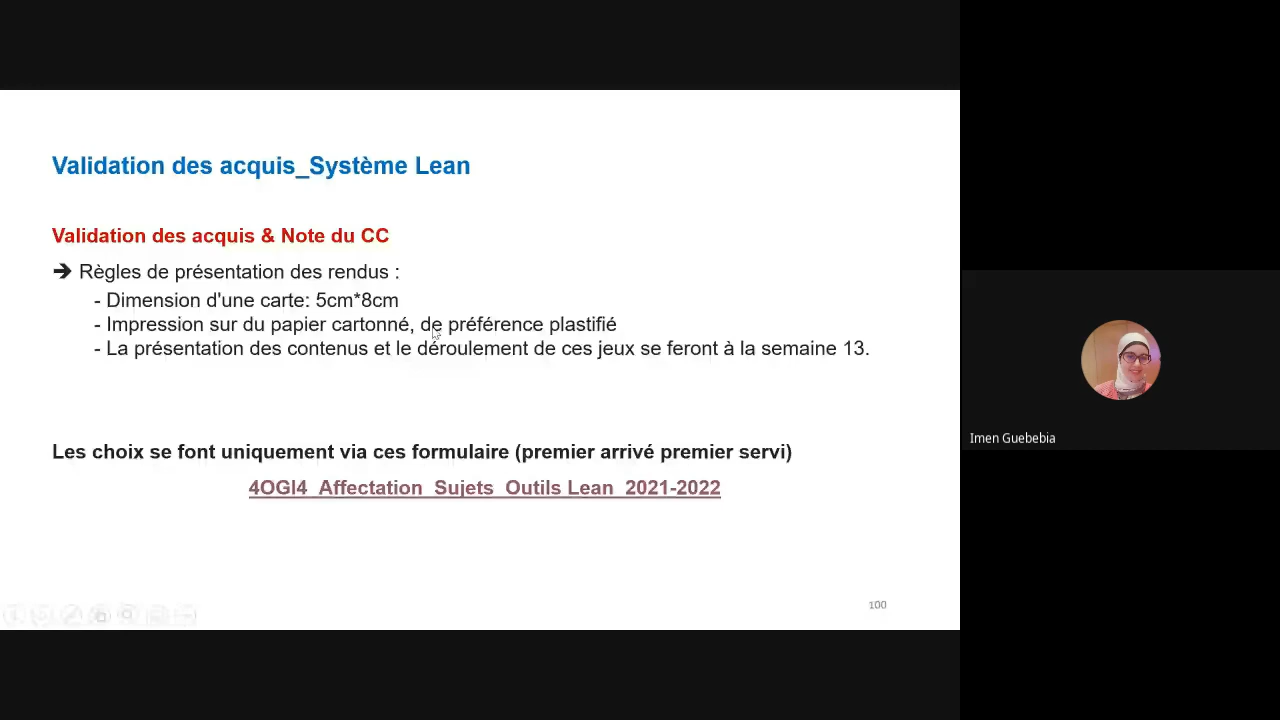 Validation des acquis_Système Lean
Validation des acquis & Note du CC
➔ Règles de présentation des rendus :
- Dimension d'une carte: 5cm*8cm
- Impression sur du papier cartonné, de préférence plastifié
- La présentation des contenus et le déroulement de ces jeux se feront à la semaine 13.
Les choix se font uniquement via ces formulaire (premier arrivé premier servi)
4OGI4_Affectation_Sujets_Outils Lean_2021-2022
100
Imen Guebebia